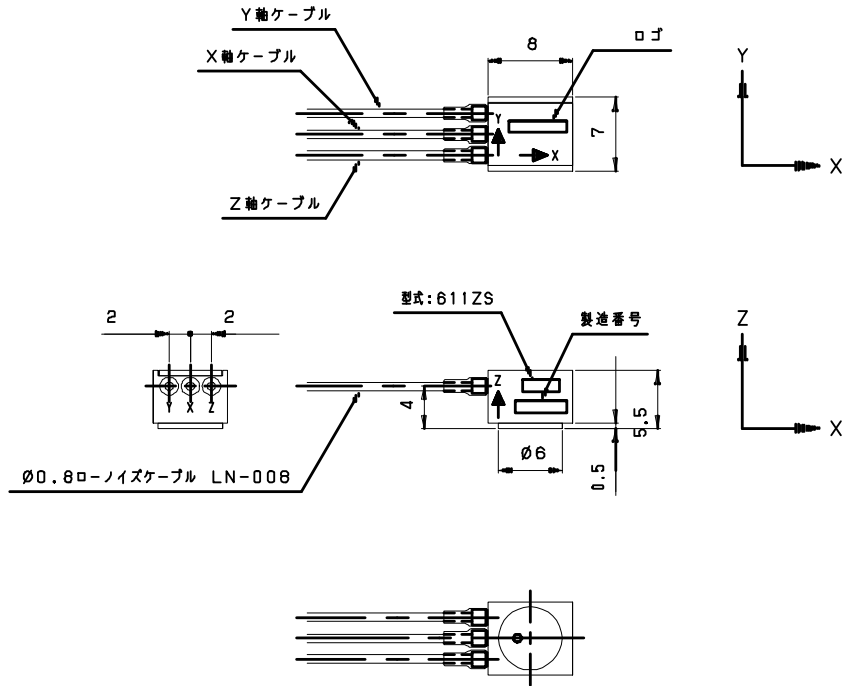 Y軸ケーブル
X軸ケーブル
8
ロゴ
Y
Y
7
X
X
Z軸ケーブル
型式:611ZS
2
2
製造番号
Z
Z
4
5.5
Y X Z
X
Ø6
0.5
Ø0.8ローノイズケーブル LN-008